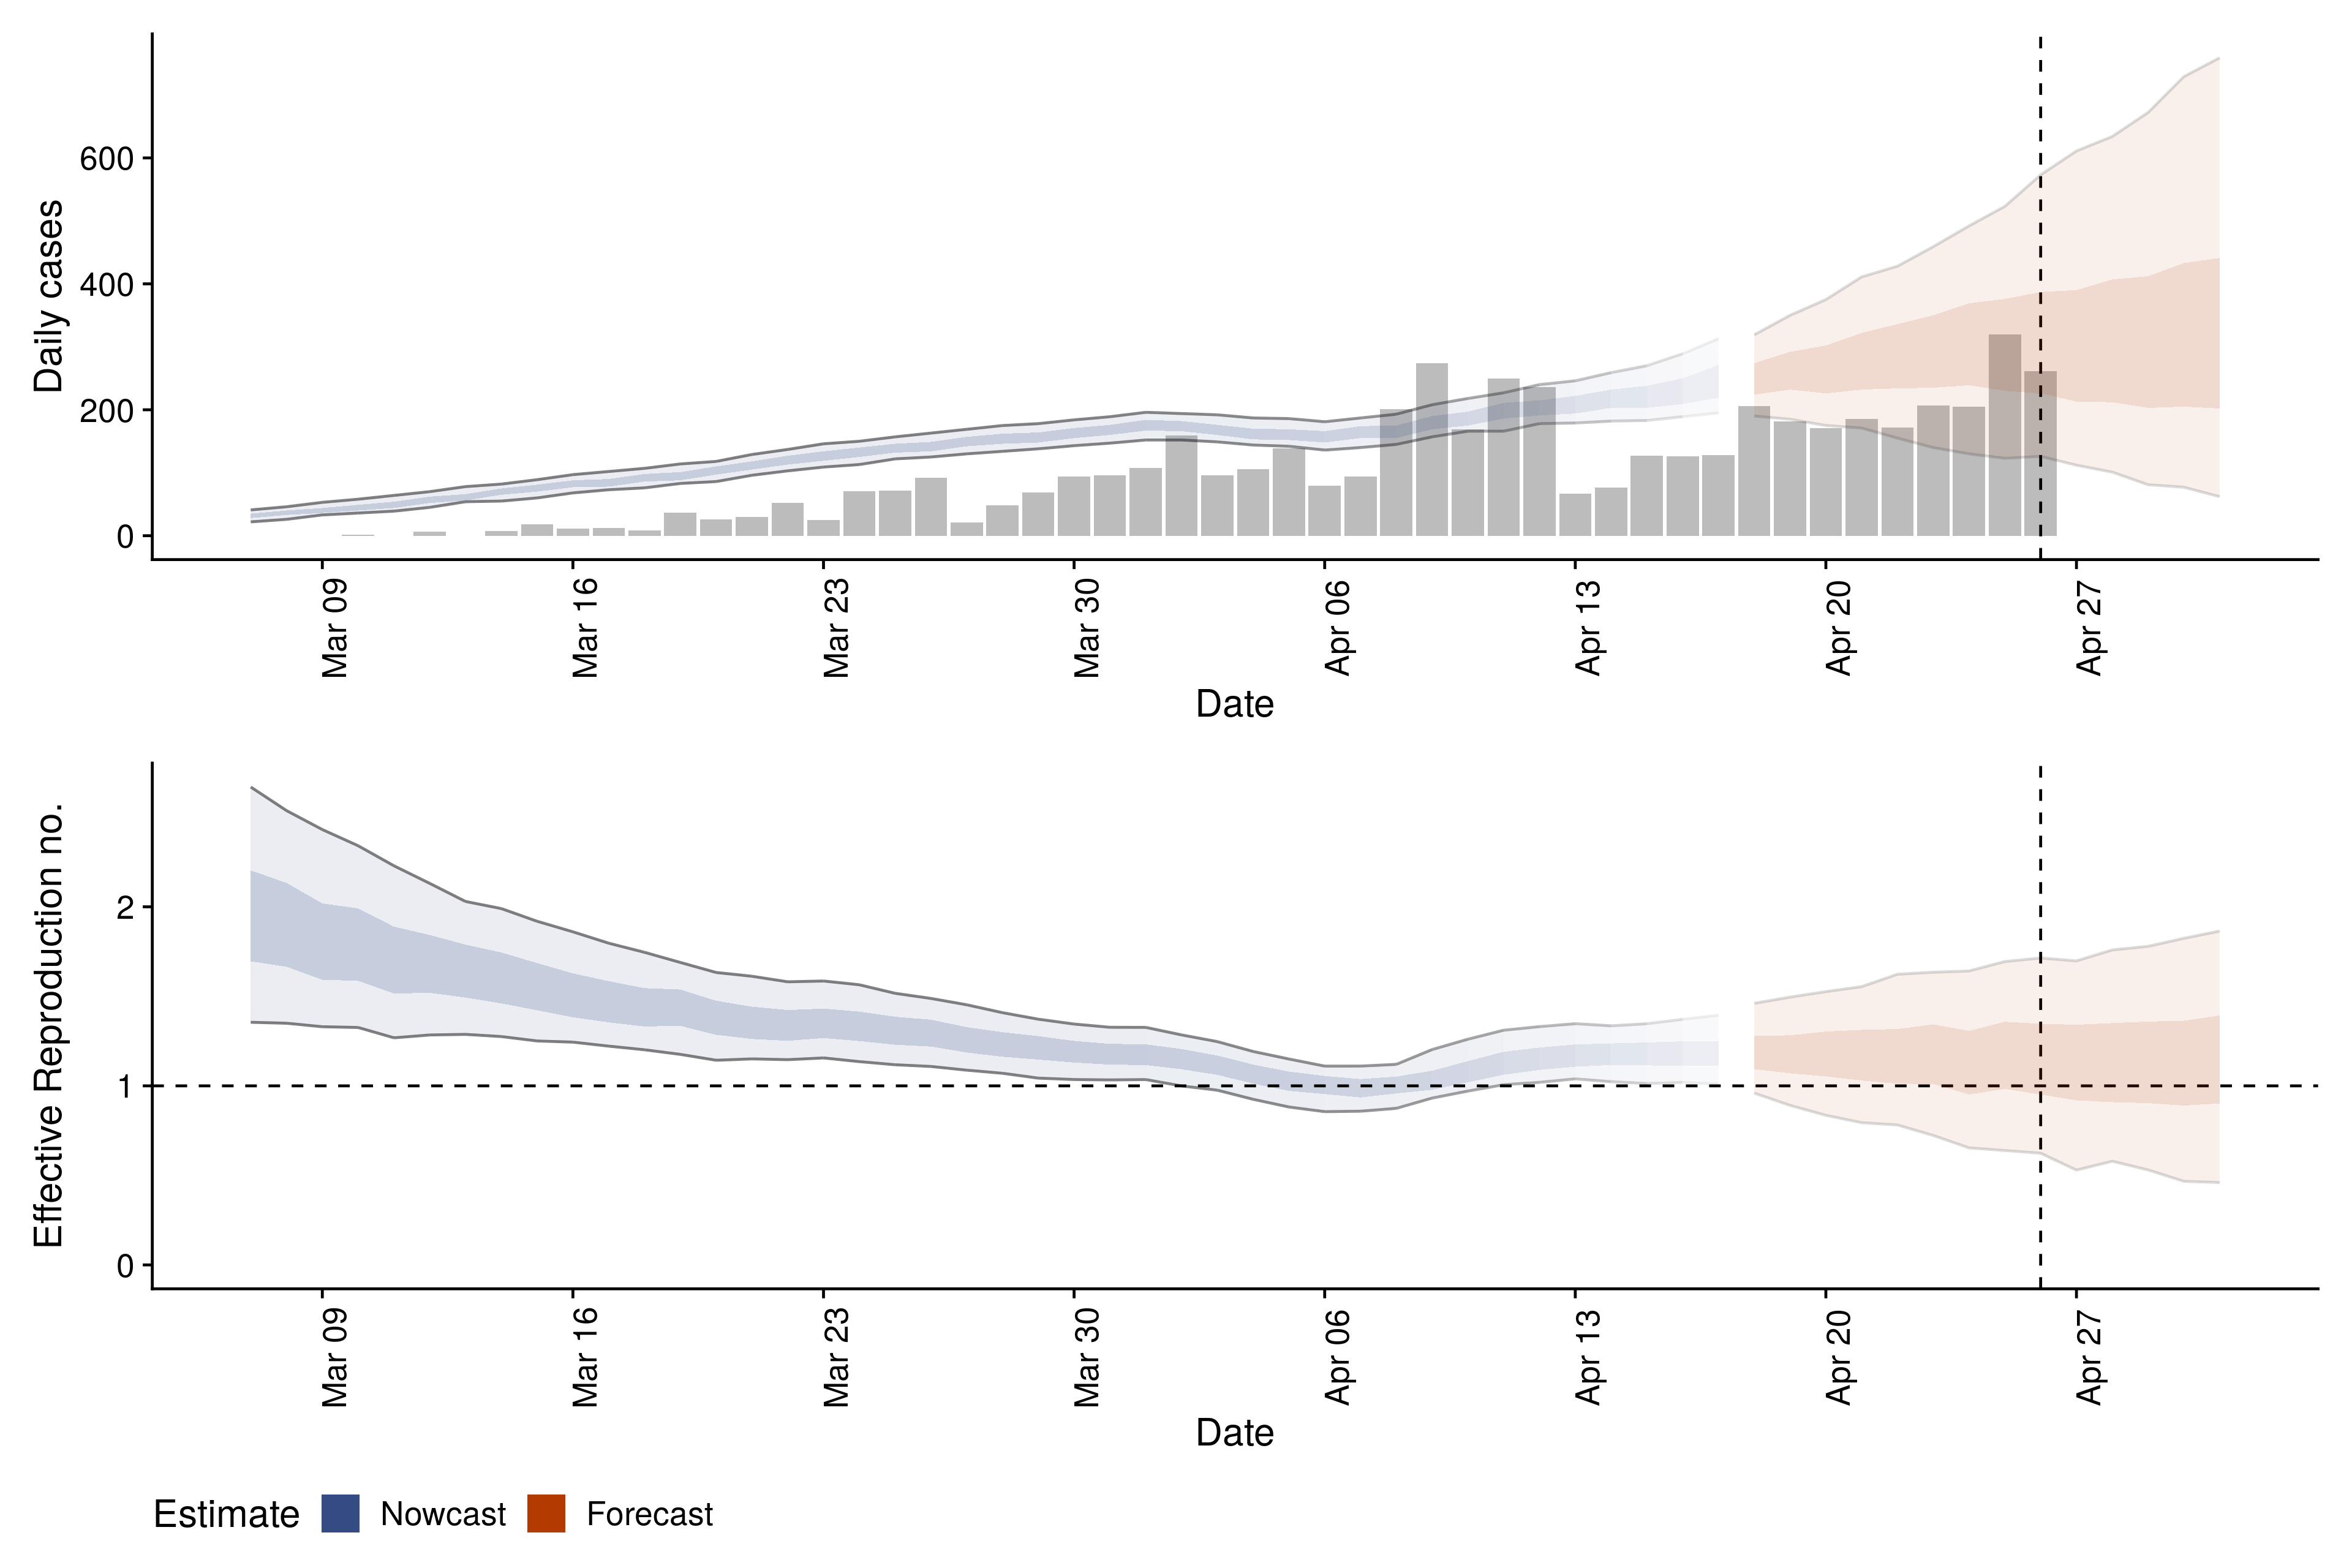 Daily cases
600
400
200
0
Mar 09
Mar 16
Mar 23
Mar 30
Apr 06
Apr 13
Apr 20
Apr 27
Date
Effective Reproduction no.
2
1
0
Mar 09
Mar 16
Mar 23
Mar 30
Apr 06
Apr 13
Apr 20
Apr 27
Date
Estimate Nowcast Forecast